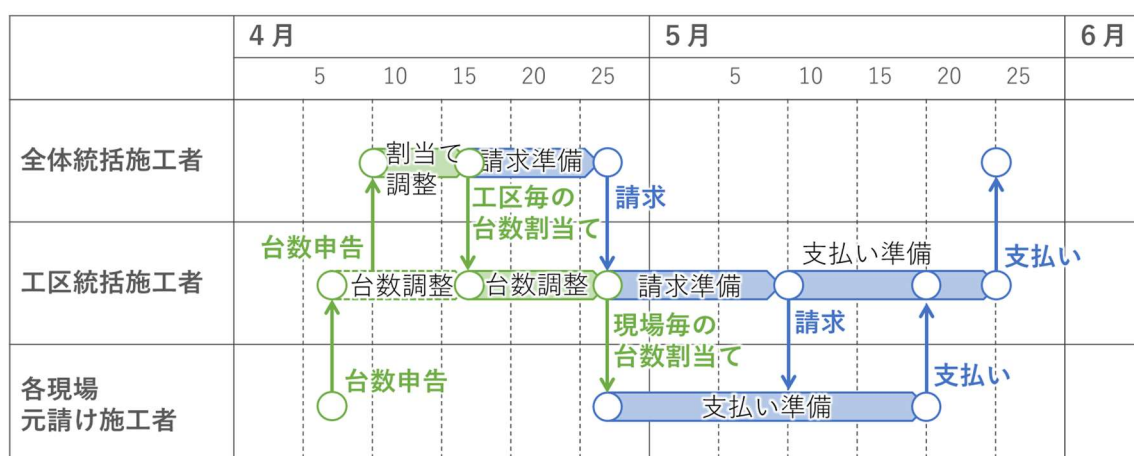 4月
5月
6月
5
10
15
20
25
5
10
15
20
25
全体統括施工者
割当て
調整
請求準備
工区毎の
台数割当て
請求
台数申告
工区統括施工者
台数調整
台数調整
請求準備
支払い準備
支払い
現場毎の
台数割当て
請求
台数申告
支払い
各現場
元請け施工者
支払い準備